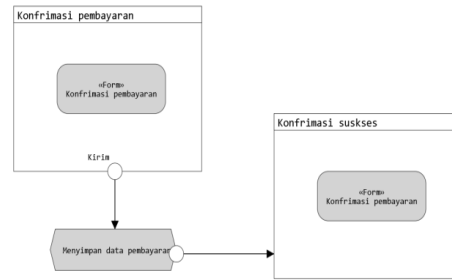 Konfrimasi pembayaran
«Form»
Konfrimasi pembayaran
Kirim
Menyimpan data pembayaran
Konfrimasi suskses
«Form»
Konfrimasi pembayaran